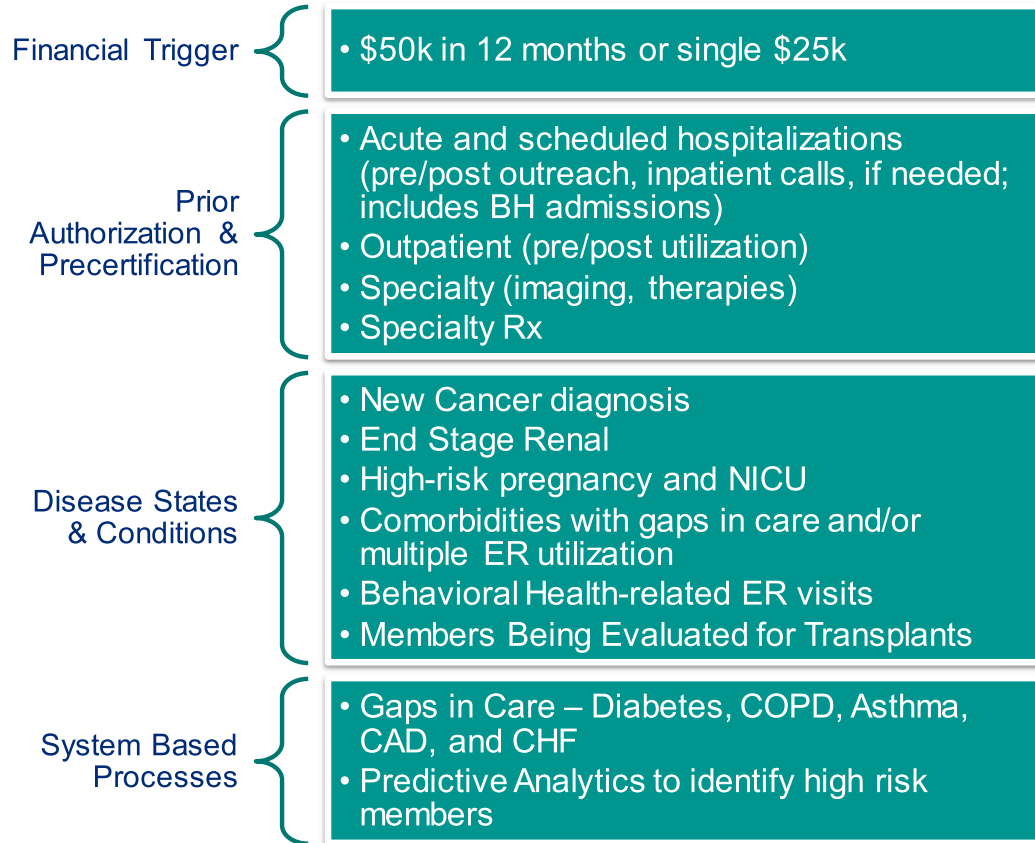 Financial Trigger
• $50k in 12 months or single $25k
Prior
Authorization &
Precertification
• Acute and scheduled hospitalizations
(pre/post outreach, inpatient calls, if needed;
includes BH admissions)
• Outpatient (pre/post utilization)
• Specialty (imaging, therapies)
• Specialty Rx
Disease States
& Conditions
• New Cancer diagnosis
• End Stage Renal
• High-risk pregnancy and NICU
• Comorbidities with gaps in care and/or
multiple ER utilization
• Behavioral Health-related ER visits
• Members Being Evaluated for Transplants
System Based
Processes
• Gaps in Care – Diabetes, COPD, Asthma,
CAD, and CHF
• Predictive Analytics to identify high risk
members